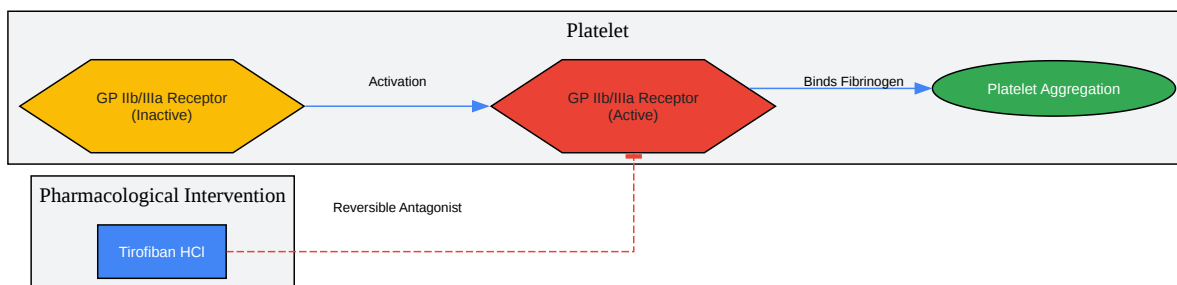 Platelet
GP IIb/IIIa Receptor
(Inactive)
Activation
GP IIb/IIIa Receptor
(Active)
Binds Fibrinogen
Platelet Aggregation
Pharmacological Intervention
Reversible Antagonist
Tirofiban HCl